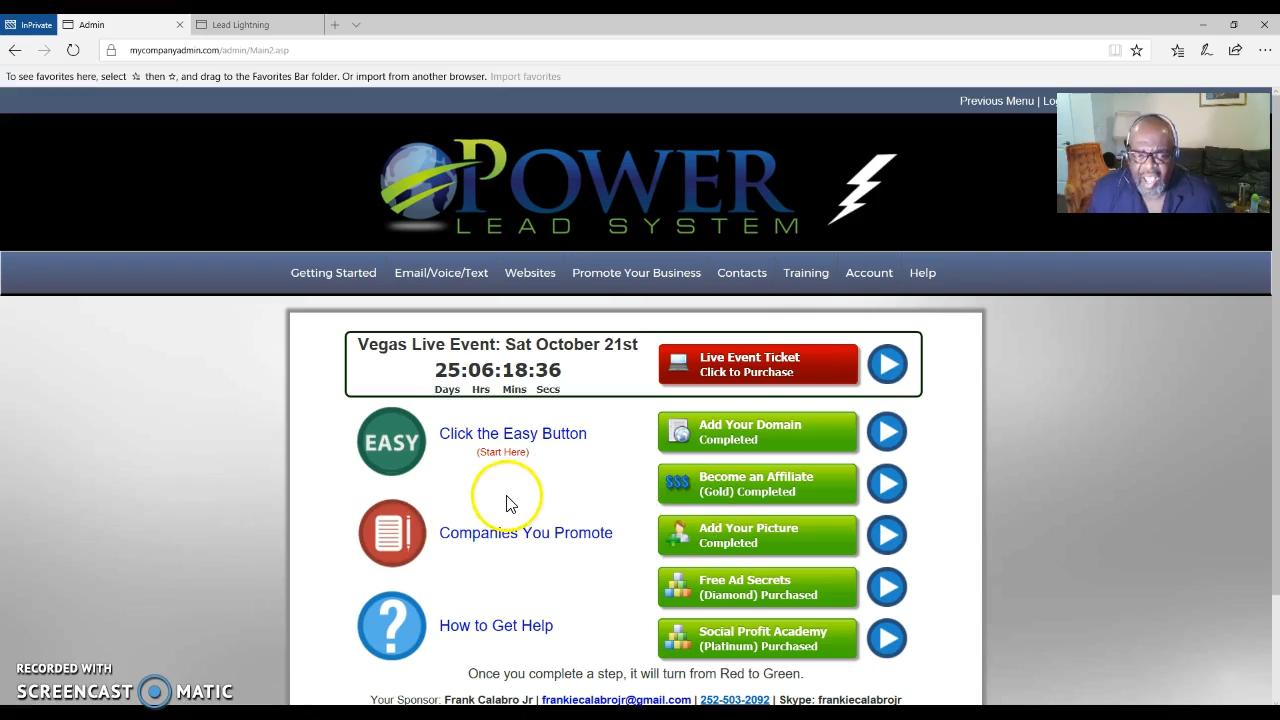 InPrivate
Admin
Lead Lightning
mycompanyadmin.com/admin/Main2.asp
To see favorites here, select ☆ then ☆, and drag to the Favorites Bar folder. Or import from another browser. Import favorites
Previous Menu | Lo
POWER
LEAD SYSTEM
Getting Started
Email/Voice/Text
Websites
Promote Your Business
Contacts
Training
Account
Help
Vegas Live Event: Sat October 21st
25:06:18:36
Days Hrs Mins Secs
Live Event Ticket
Click to Purchase
EASY
Click the Easy Button
(Start Here)
Add Your Domain
Completed
$$$
Become an Affiliate
(Gold) Completed
Companies You Promote
Add Your Picture
Completed
Free Ad Secrets
(Diamond) Purchased
?
How to Get Help
Social Profit Academy
(Platinum) Purchased
Once you complete a step, it will turn from Red to Green.
Your Sponsor: Frank Calabro Jr | frankiecalabrojr@gmail.com | 252-503-2092 | Skype: frankiecalabrojr
RECORDED WITH
SCREENCAST MATIC